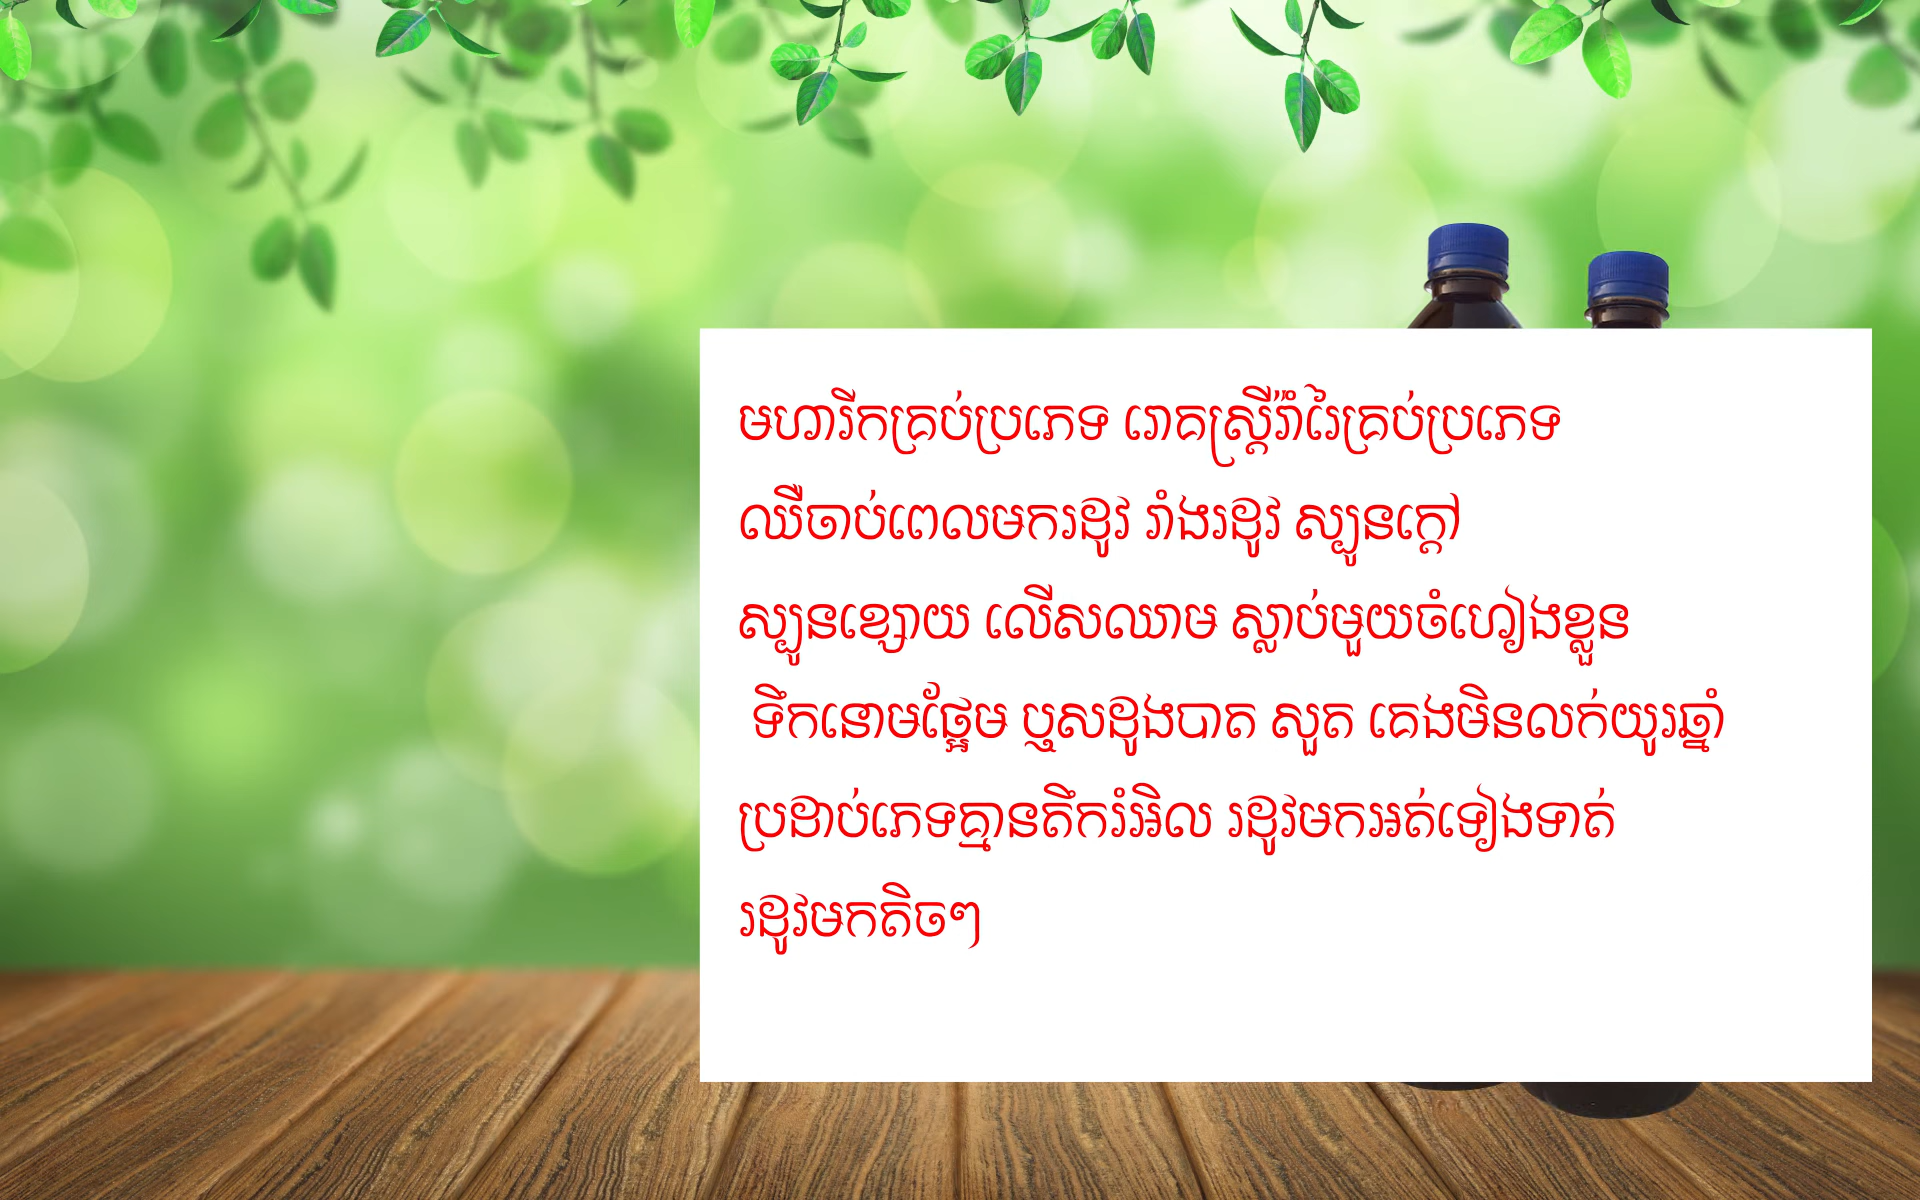 មហារីកគ្រប់ប្រភេទ រោគស្ត្រីរ៉ាំរ៉ៃគ្រប់ប្រភេទ
ឈឺចាប់ពេលមករដូវ រាំងរដូវ ស្បូនក្តៅ
ស្បូនខ្សោយ លើសឈាម ស្លាប់មួយចំហៀងខ្លួន
ទឹកនោមផ្អែម ឬសដូងបាត សួត គេងមិនលក់យូរឆ្នាំ
ប្រដាប់ភេទគ្មានតឹករំអិល រដូវមកអត់ទៀងទាត់
រដូវមកតិចៗ